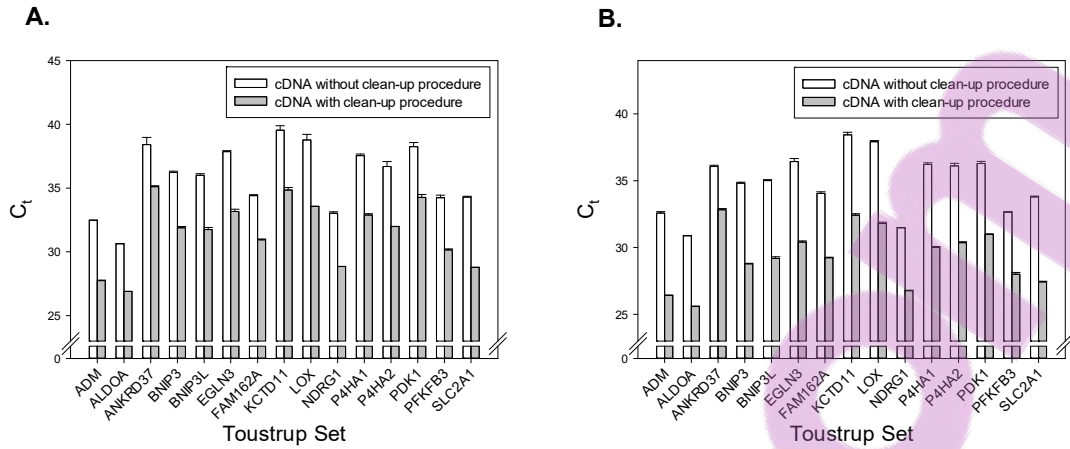 A.
45
40
35
30
25
0
Ct
cDNA without clean-up procedure
cDNA with clean-up procedure
ADM
ALDOA
ANKRD37
BNIP3
BNIP3L
EGLN3
FAM162A
KCTD11
LOX
NDRG1
P4HA1
P4HA2
PDK1
PFKFB3
SLC2A1
Toustrup Set
B.
40
35
30
25
0
Ct
cDNA without clean-up procedure
cDNA with clean-up procedure
ADM
ALDOA
ANKRD37
BNIP3
BNIP3L
EGLN3
FAM162A
KCTD11
LOX
NDRG1
P4HA1
P4HA2
PDK1
PFKFB3
SLC2A1
Toustrup Set